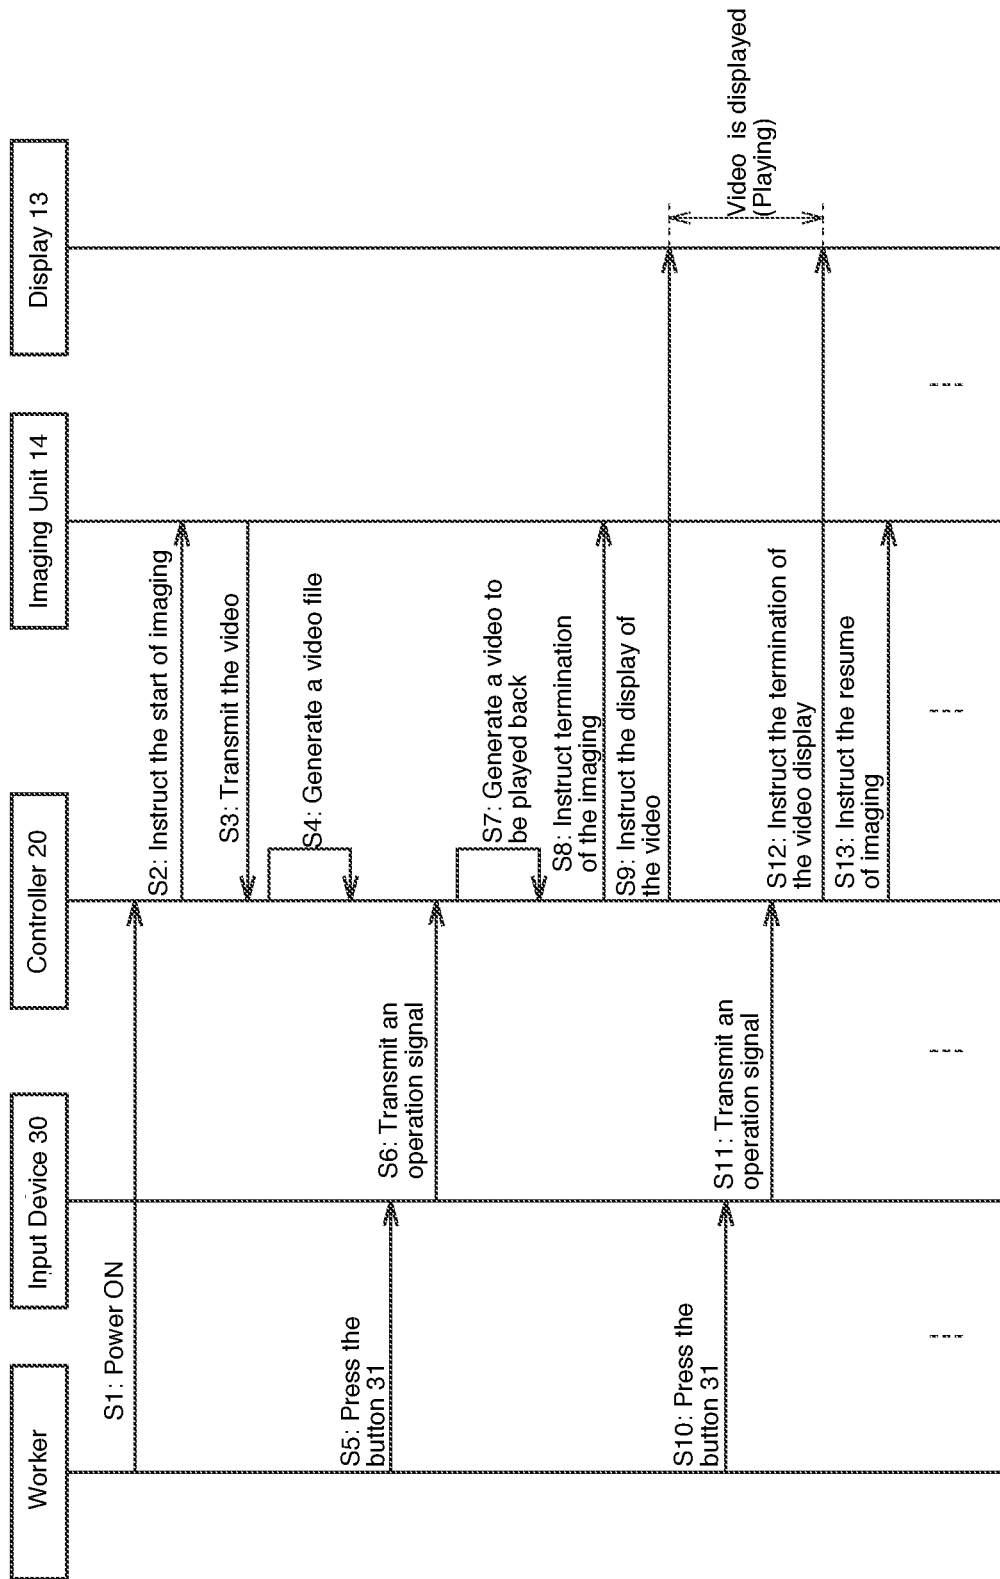 Worker
Input Device 30
Controller 20
Imaging Unit 14
Display 13
S1: Power ON
S2: Instruct the start of imaging
S3: Transmit the video
S4: Generate a video file
S5: Press the
button 31
S6: Transmit an
operation signal
S7: Generate a video to
be played back
S8: Instruct termination
of the imaging
S9: Instruct the display of
the video
Video is displayed
(Playing)
S10: Press the
button 31
S11: Transmit an
operation signal
S12: Instruct the termination of
the video display
S13: Instruct the resume
of imaging